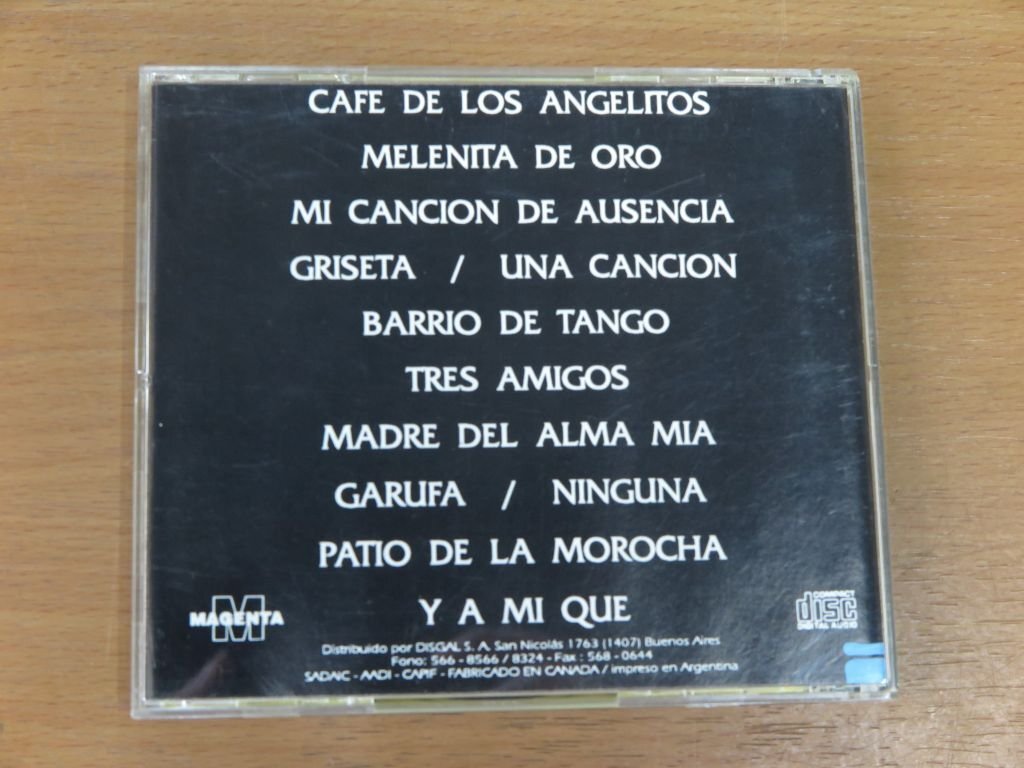 CAFE DE LOS ANGELITOS
MELENITA DE ORO
MI CANCION DE AUSENCIA
GRISETA / UNA CANCION
BARRIO DE TANGO
TRES AMIGOS
MADRE DEL ALMA MIA
GARUFA / NINGUNA
PATIO DE LA MOROCHA
Y A MI QUE
M
MAGENTA
COMPACT
disc
DIGITAL AUDIO
Distribuido por DISGAL S. A. San Nicolás 1763 (1407) Buenos Aires
Fono: 566 - 8566 / 8324 - Fax : 568 - 0644
SADAIC - AADI - CAPIF - FABRICADO EN CANADA / impreso en Argentina